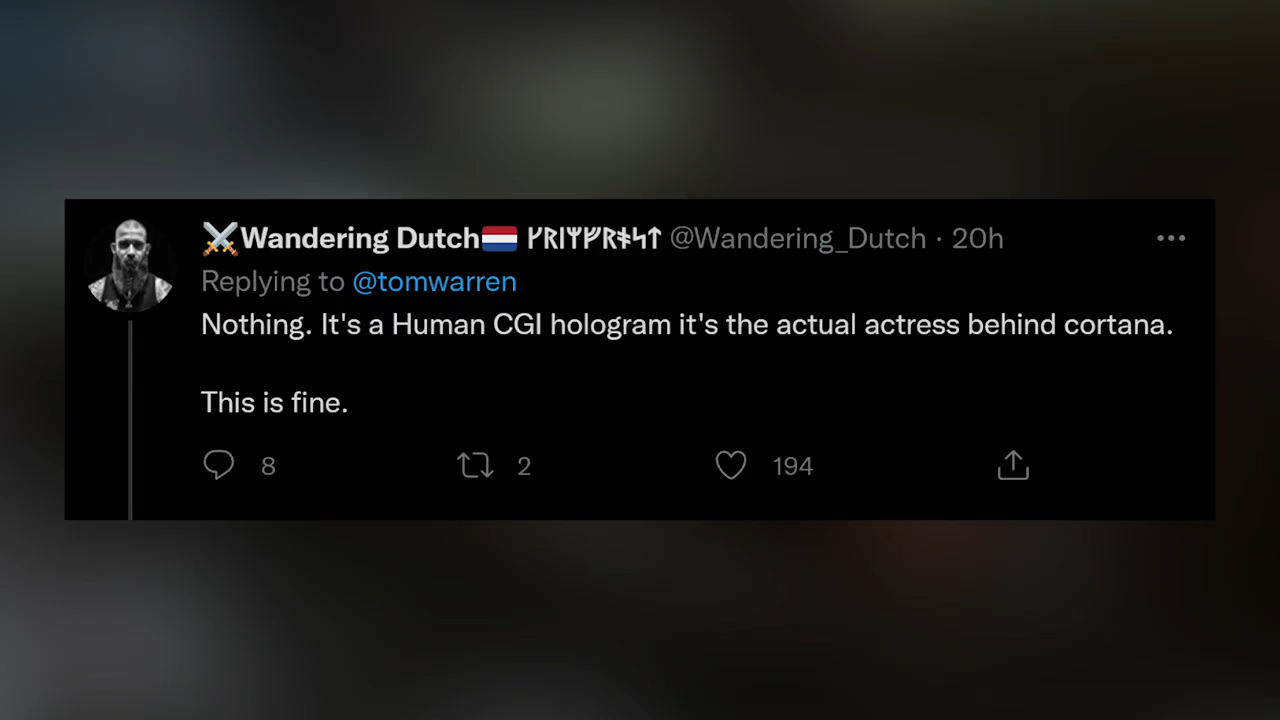 ⚔️Wandering Dutch🇳🇱 @Wandering_Dutch · 20h
Replying to @tomwarren
Nothing. It's a Human CGI hologram it's the actual actress behind cortana.
This is fine.
8 2 194